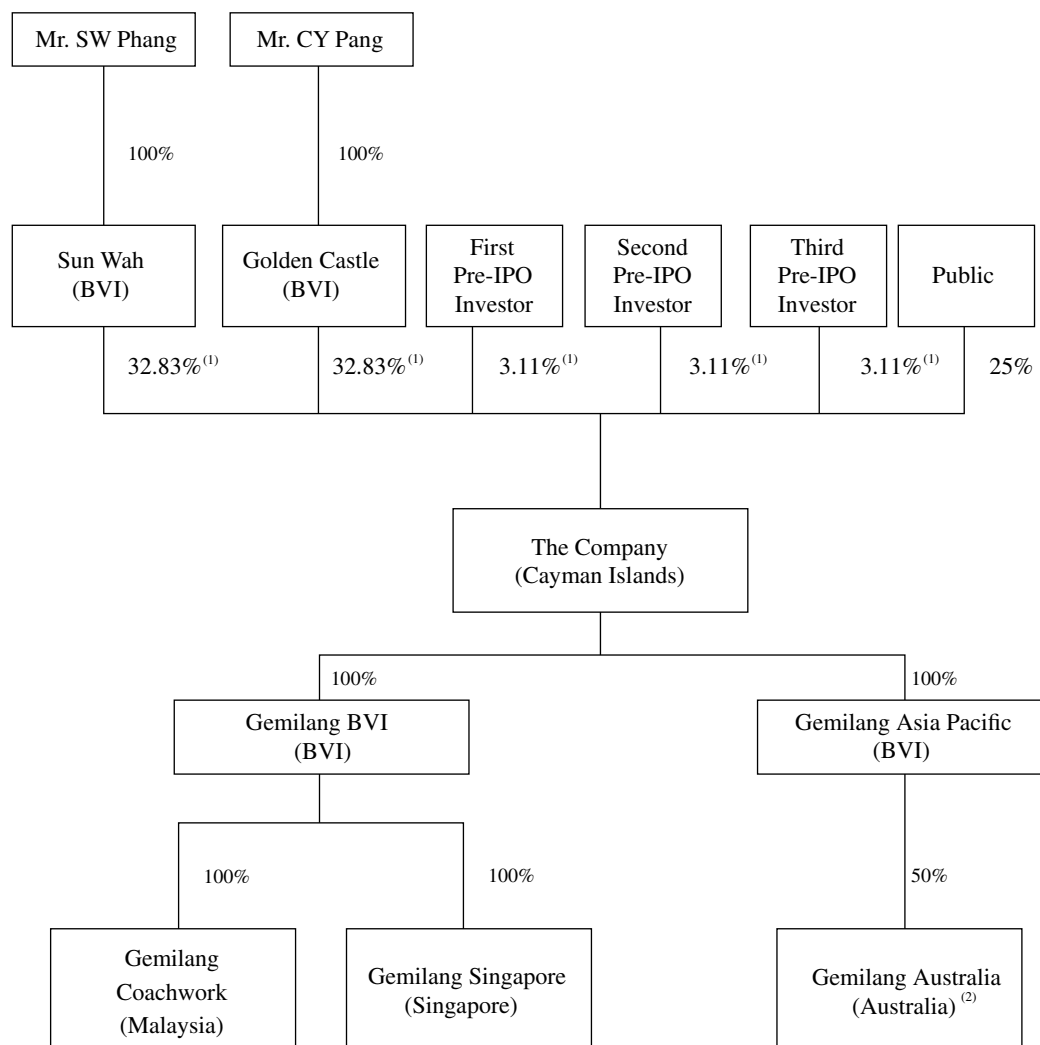 Mr. SW Phang
Mr. CY Pang
100%
100%
Sun Wah
(BVI)
Golden Castle
(BVI)
First
Pre-IPO
Investor
Second
Pre-IPO
Investor
Third
Pre-IPO
Investor
Public
32.83% (1)
32.83% (1)
3.11% (1)
3.11% (1)
3.11% (1)
25%
The Company
(Cayman Islands)
100%
100%
Gemilang BVI
(BVI)
Gemilang Asia Pacific
(BVI)
100%
100%
50%
Gemilang
Coachwork
(Malaysia)
Gemilang Singapore
(Singapore)
Gemilang Australia
(Australia) (2)